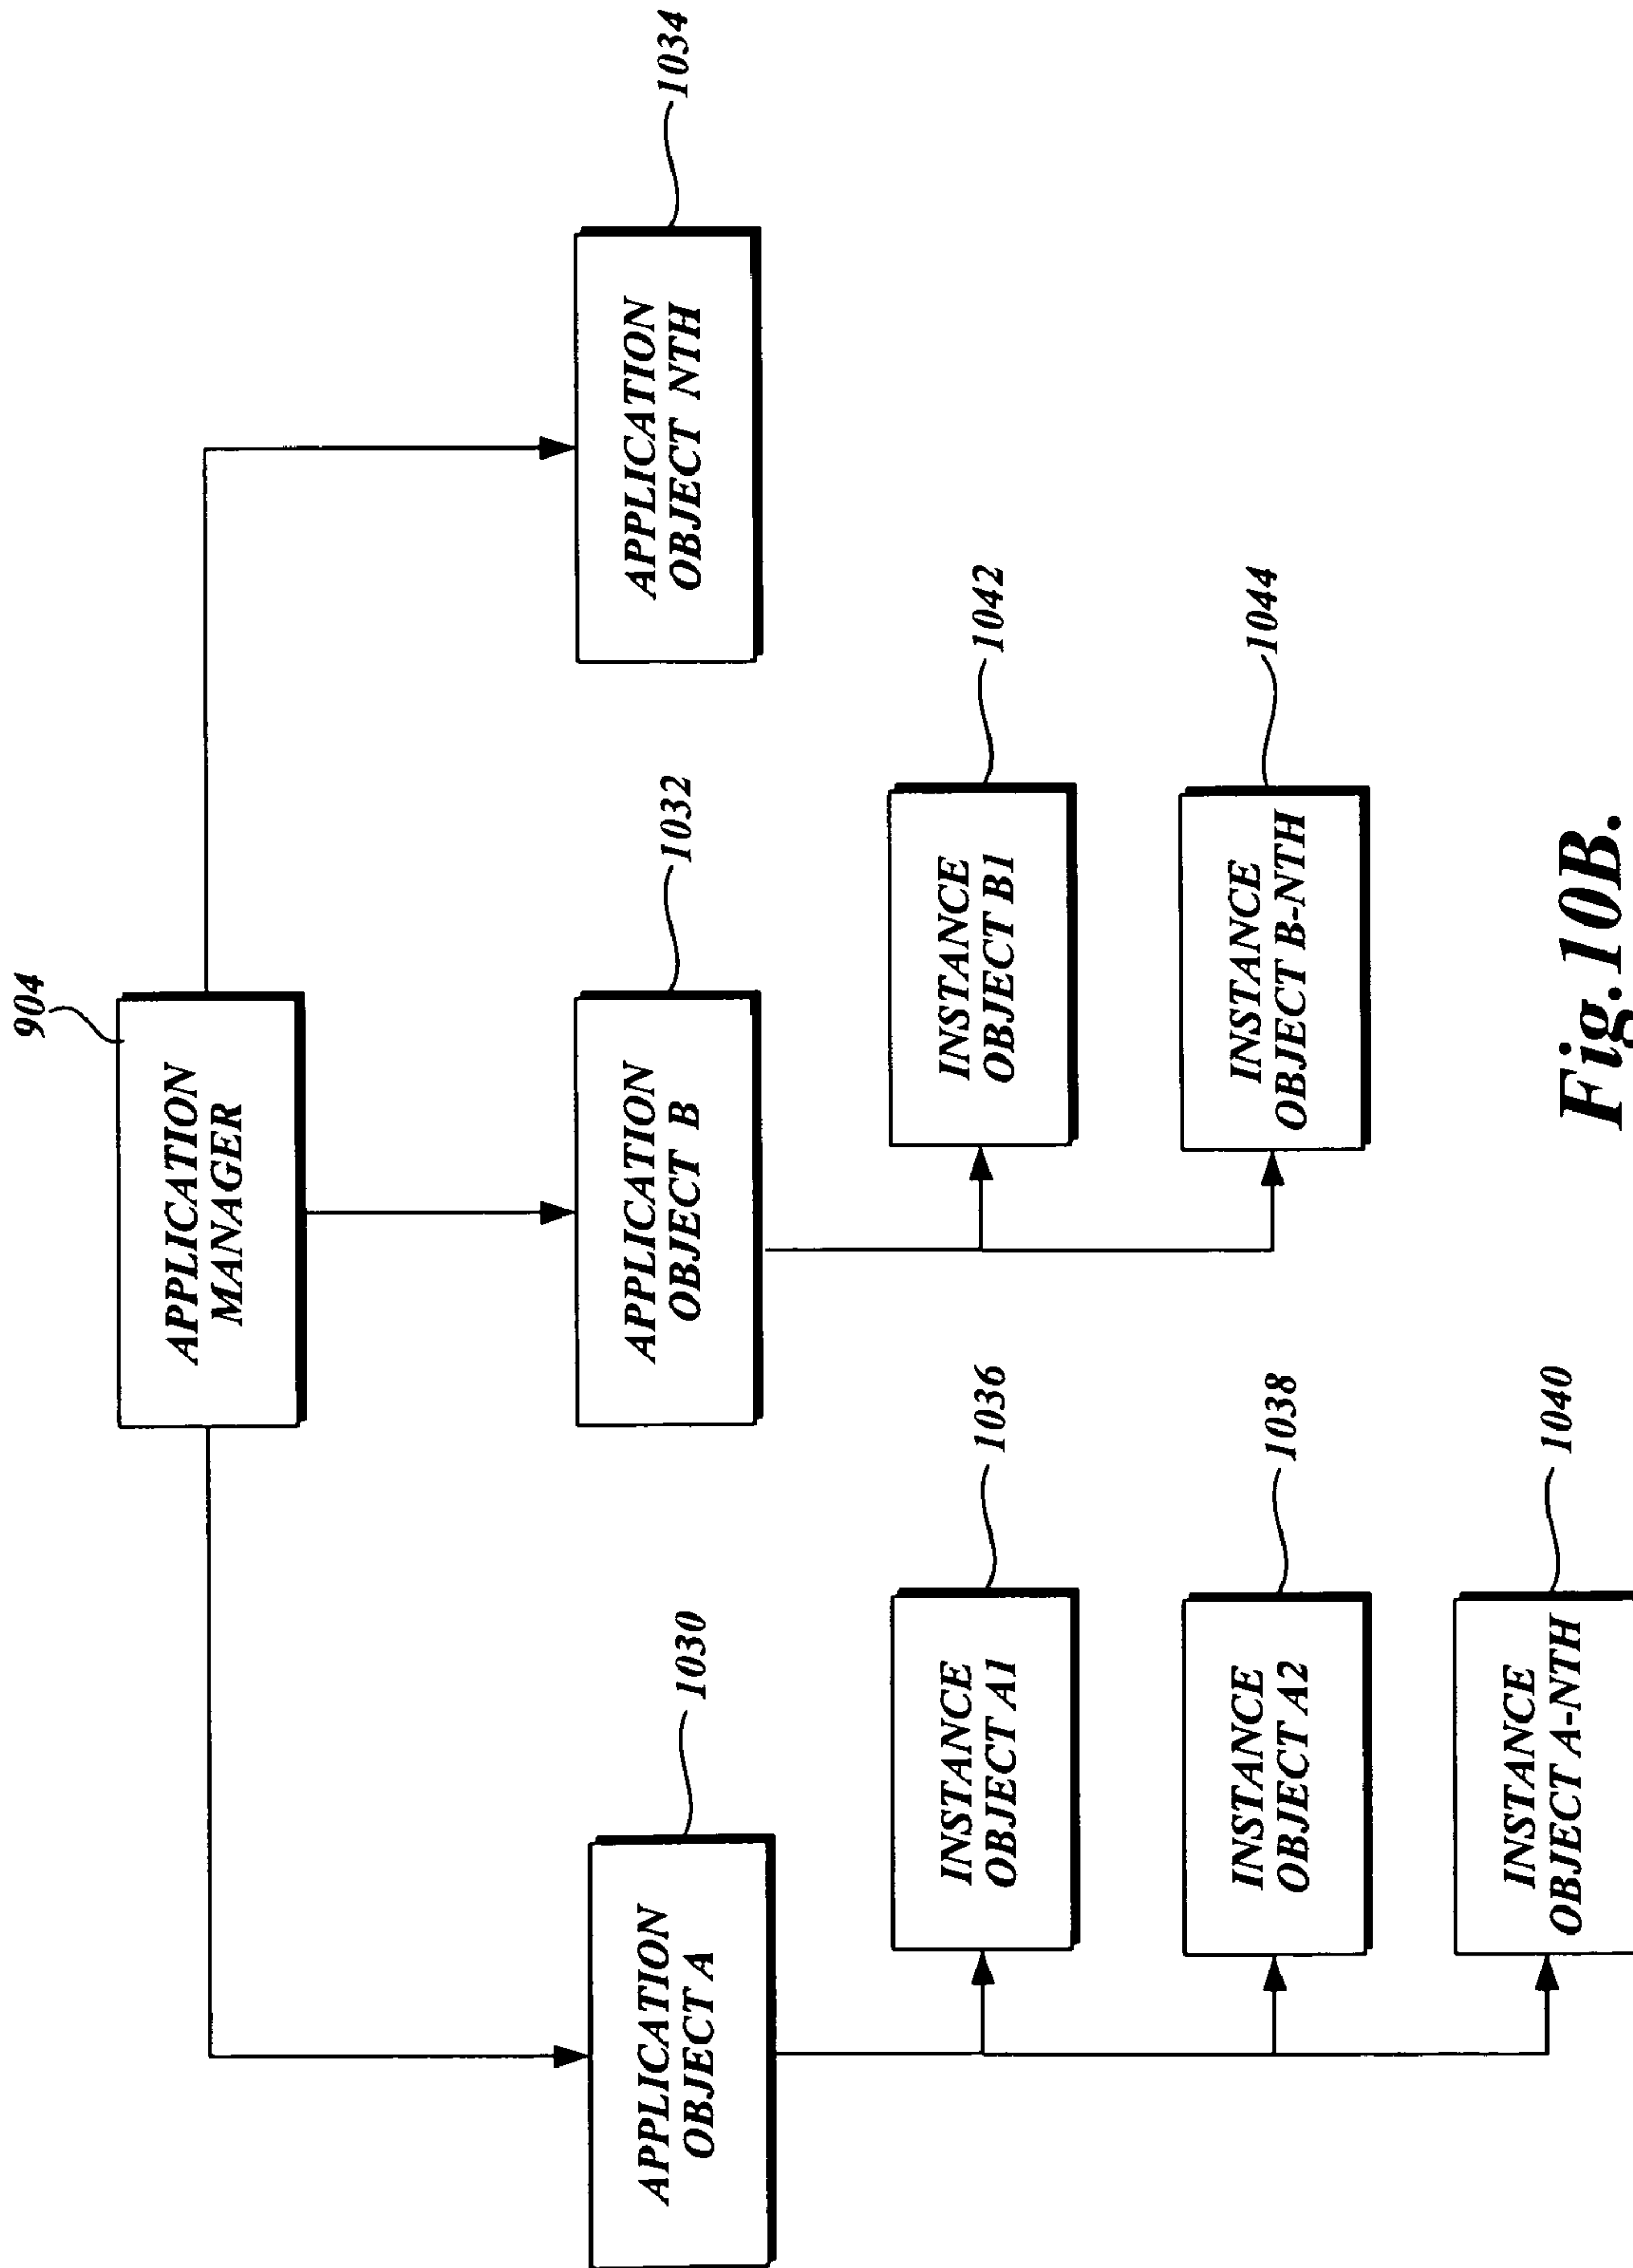 904
APPLICATION
MANAGER
1030
APPLICATION
OBJECT A
1032
APPLICATION
OBJECT B
1034
APPLICATION
OBJECT NTH
1036
INSTANCE
OBJECT A1
1042
INSTANCE
OBJECT B1
1038
INSTANCE
OBJECT A2
1044
INSTANCE
OBJECT B-NTH
1040
INSTANCE
OBJECT A-NTH
Fig.10B.